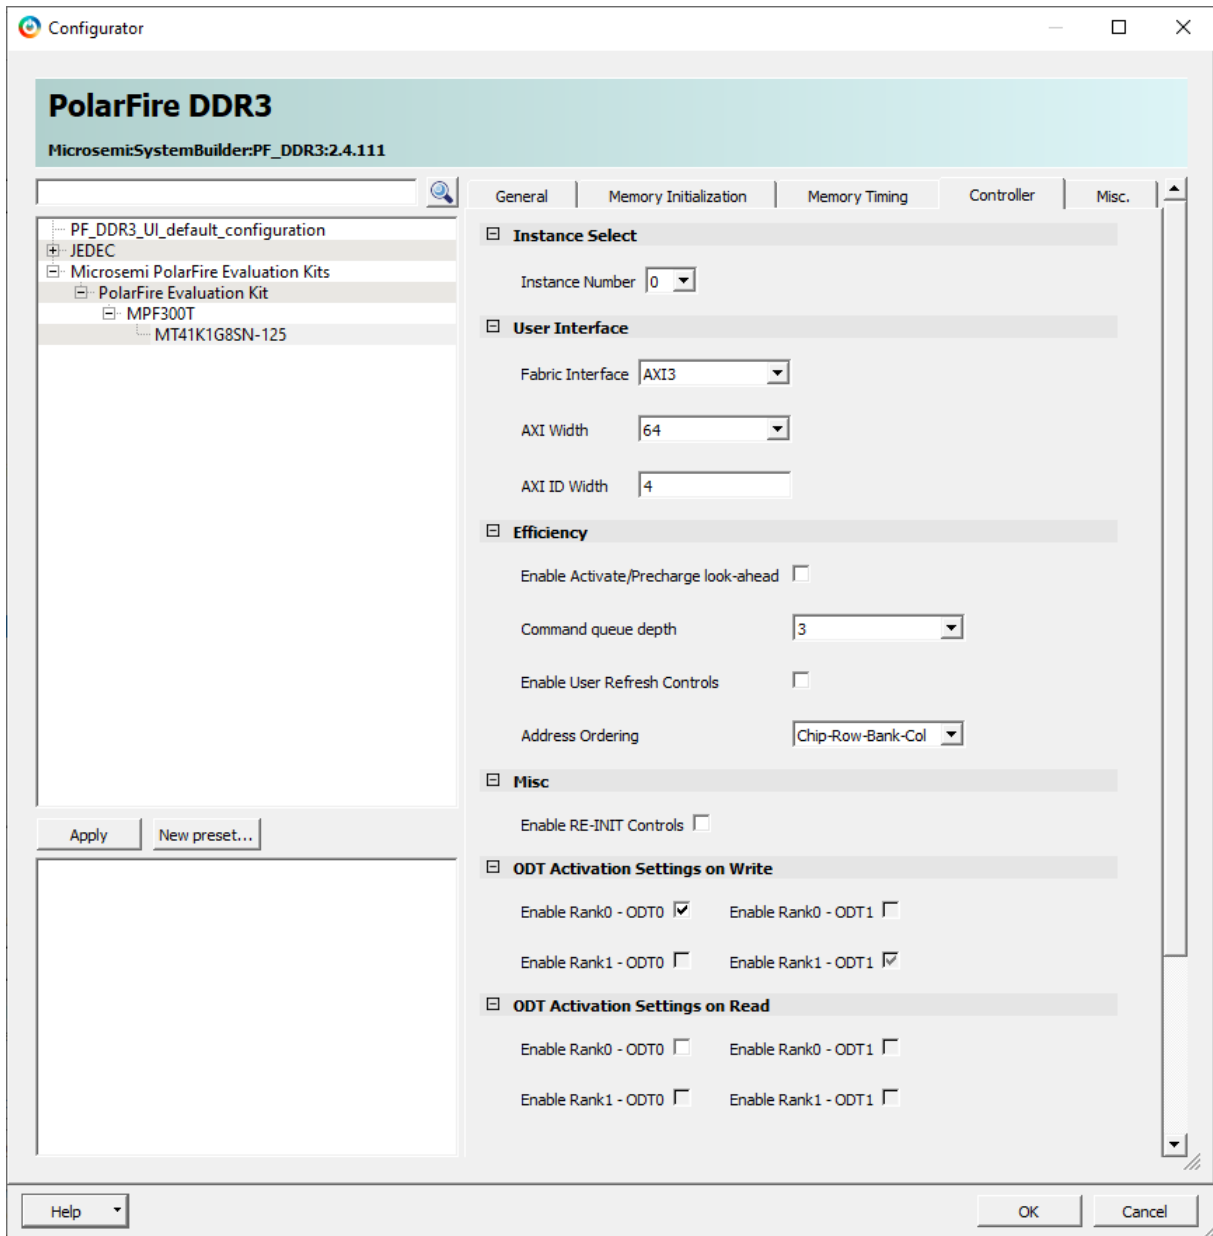 Configurator
PolarFire DDR3
Microsemi:SystemBuilder:PF_DDR3:2.4.111
General Memory Initialization Memory Timing Controller Misc.
PF_DDR3_UI_default_configuration
JEDEC
Microsemi PolarFire Evaluation Kits
PolarFire Evaluation Kit
MPF300T
MT41K1G8SN-125
Apply New preset...
Instance Select
Instance Number 0
User Interface
Fabric Interface AXI3
AXI Width 64
AXI ID Width 4
Efficiency
Enable Activate/Precharge look-ahead
Command queue depth 3
Enable User Refresh Controls
Address Ordering Chip-Row-Bank-Col
Misc
Enable RE-INIT Controls
ODT Activation Settings on Write
Enable Rank0 - ODT0 Enable Rank0 - ODT1
Enable Rank1 - ODT0 Enable Rank1 - ODT1
ODT Activation Settings on Read
Enable Rank0 - ODT0 Enable Rank0 - ODT1
Enable Rank1 - ODT0 Enable Rank1 - ODT1
Help OK Cancel